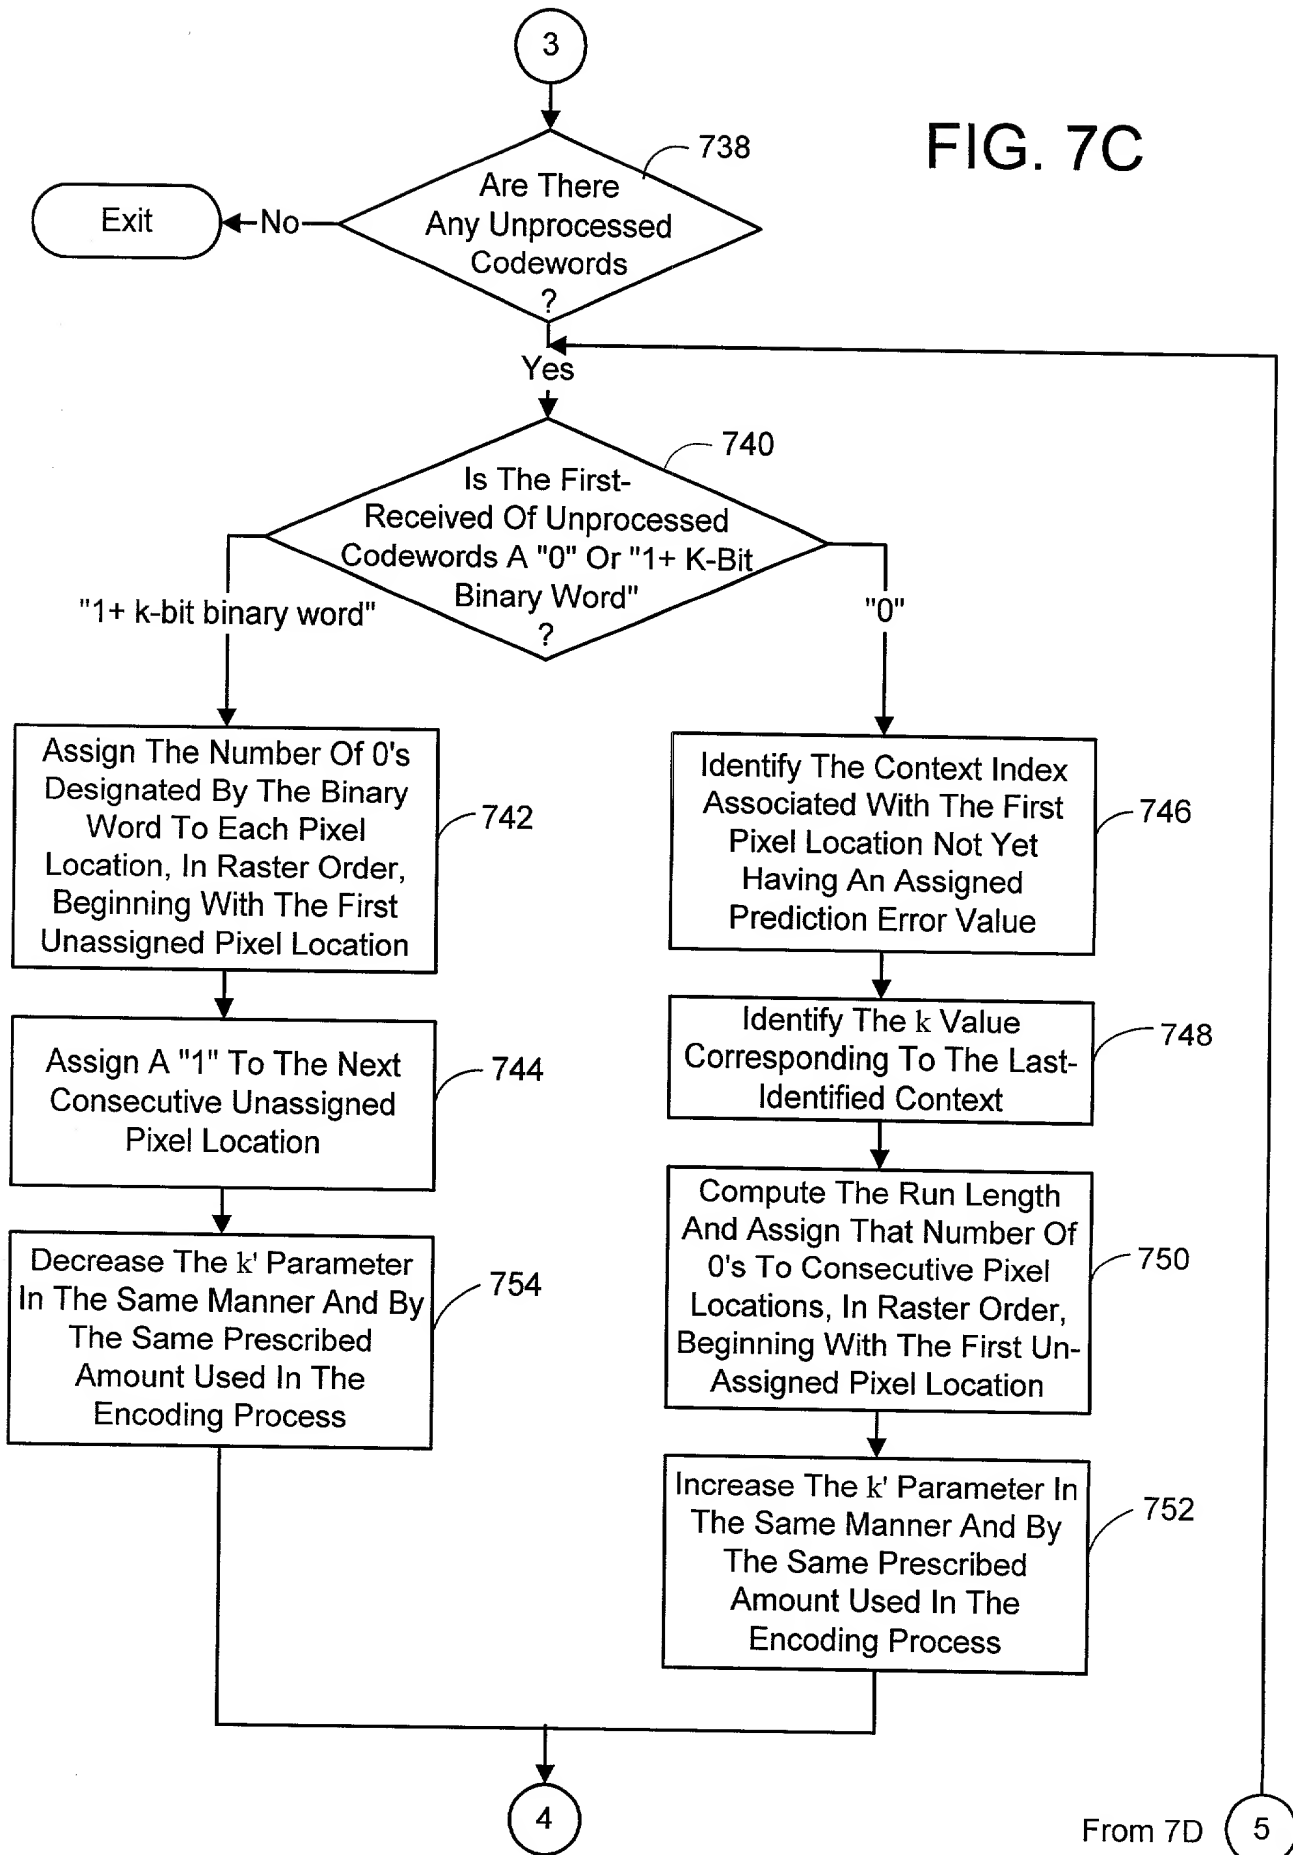 3
FIG. 7C
738
Are There
Any Unprocessed
Codewords
?
No
Exit
Yes
740
Is The First-
Received Of Unprocessed
Codewords A "0" Or "1+ K-Bit
Binary Word"
?
"1+ k-bit binary word"
"0"
Assign The Number Of 0's
Designated By The Binary
Word To Each Pixel
Location, In Raster Order,
Beginning With The First
Unassigned Pixel Location
742
Assign A "1" To The Next
Consecutive Unassigned
Pixel Location
744
Decrease The k' Parameter
In The Same Manner And By
The Same Prescribed
Amount Used In The
Encoding Process
754
Identify The Context Index
Associated With The First
Pixel Location Not Yet
Having An Assigned
Prediction Error Value
746
Identify The k Value
Corresponding To The Last-
Identified Context
748
Compute The Run Length
And Assign That Number Of
0's To Consecutive Pixel
Locations, In Raster Order,
Beginning With The First Un-
Assigned Pixel Location
750
Increase The k' Parameter In
The Same Manner And By
The Same Prescribed
Amount Used In The
Encoding Process
752
4
From 7D
5